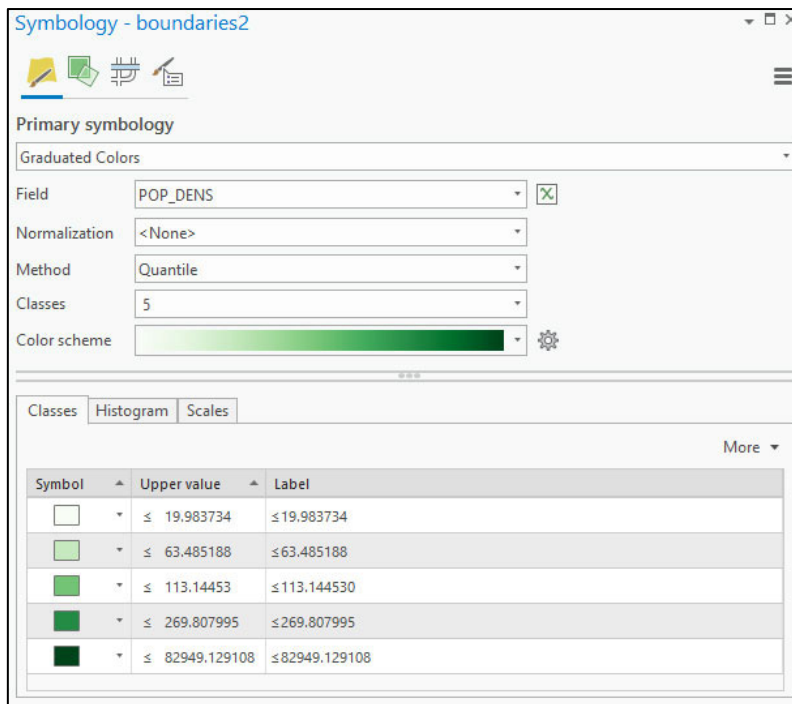 Symbology - boundaries2
Primary symbology
Graduated Colors
Field POP_DENS
Normalization <None>
Method Quantile
Classes 5
Color scheme
Classes Histogram Scales
More
Symbol Upper value Label
≤ 19.983734 ≤19.983734
≤ 63.485188 ≤63.485188
≤ 113.14453 ≤113.144530
≤ 269.807995 ≤269.807995
≤ 82949.129108 ≤82949.129108